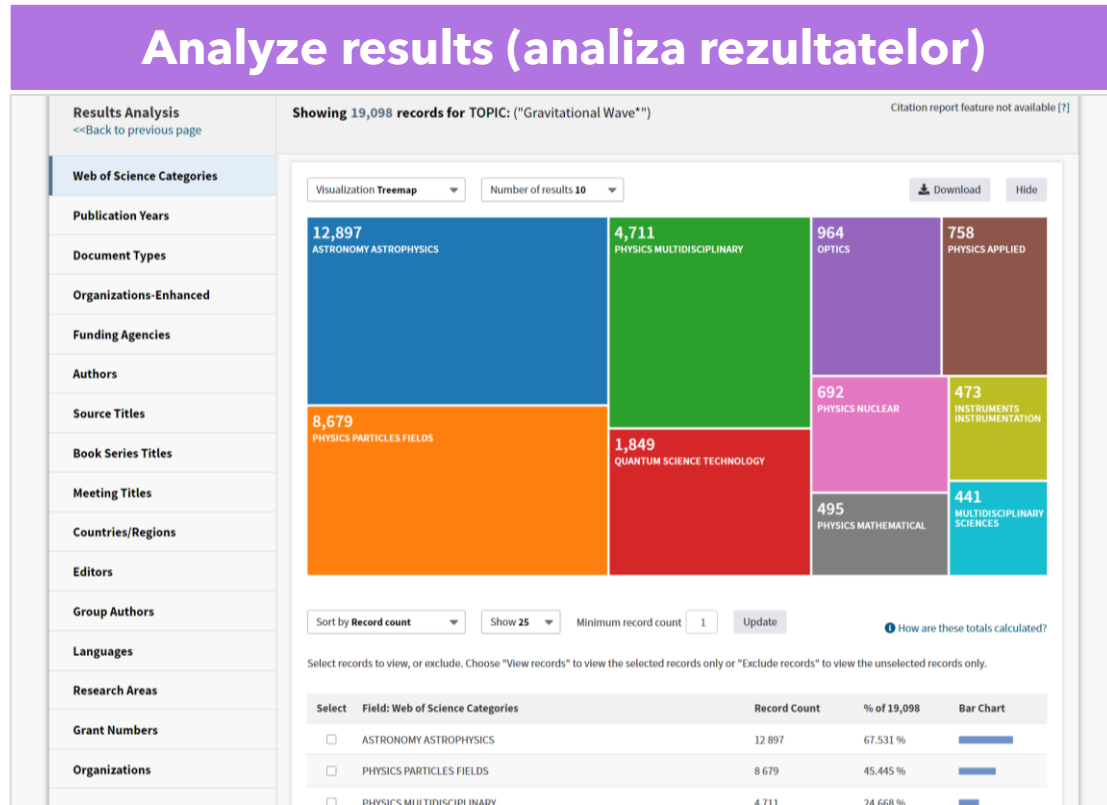 Analyze results (analiza rezultatelor)
Results Analysis
<<Back to previous page
Showing 19,098 records for TOPIC: ("Gravitational Wave*")
Citation report feature not available [?]
Web of Science Categories
Publication Years
Document Types
Organizations-Enhanced
Funding Agencies
Authors
Source Titles
Book Series Titles
Meeting Titles
Countries/Regions
Editors
Group Authors
Languages
Research Areas
Grant Numbers
Organizations
Visualization Treemap
Number of results 10
Download
Hide
12,897
ASTRONOMY ASTROPHYSICS
4,711
PHYSICS MULTIDISCIPLINARY
964
OPTICS
758
PHYSICS APPLIED
8,679
PHYSICS PARTICLES FIELDS
1,849
QUANTUM SCIENCE TECHNOLOGY
692
PHYSICS NUCLEAR
473
INSTRUMENTS
INSTRUMENTATION
495
PHYSICS MATHEMATICAL
441
MULTIDISCIPLINARY
SCIENCES
Sort by Record count
Show 25
Minimum record count 1
Update
How are these totals calculated?
Select records to view, or exclude. Choose "View records" to view the selected records only or "Exclude records" to view the unselected records only.
Select Field: Web of Science Categories Record Count % of 19,098 Bar Chart
ASTRONOMY ASTROPHYSICS 12 897 67.531 %
PHYSICS PARTICLES FIELDS 8 679 45.445 %
PHYSICS MULTIDISCIPLINARY 4 711 24.668 %